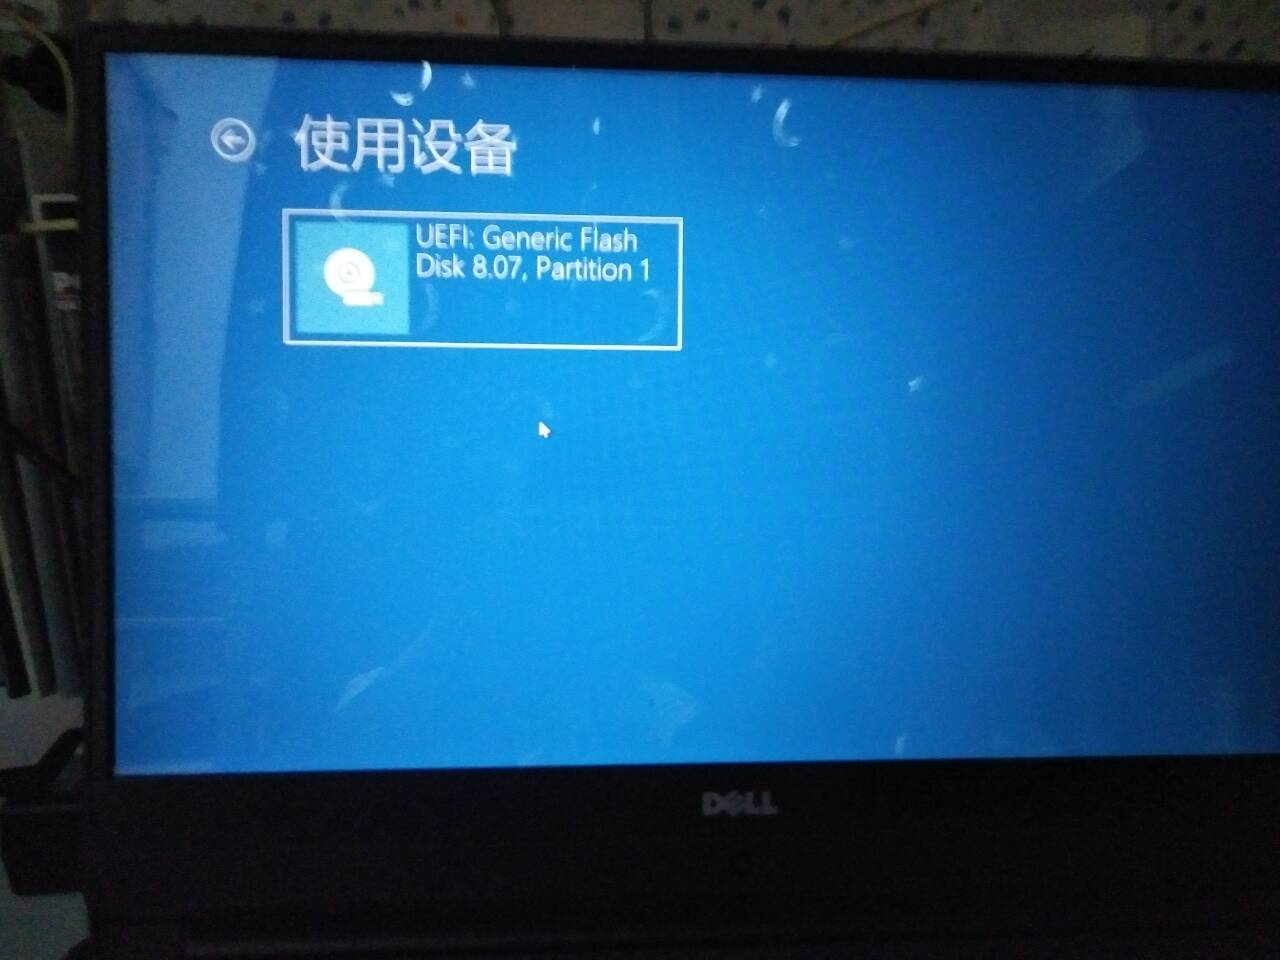 使用设备
UEFI: Generic Flash
Disk 8.07, Partition 1
DELL